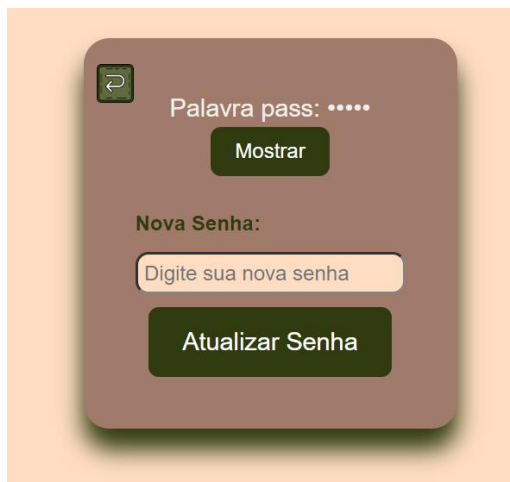 Palavra pass: •••••
Mostrar
Nova Senha:
Digite sua nova senha
Atualizar Senha